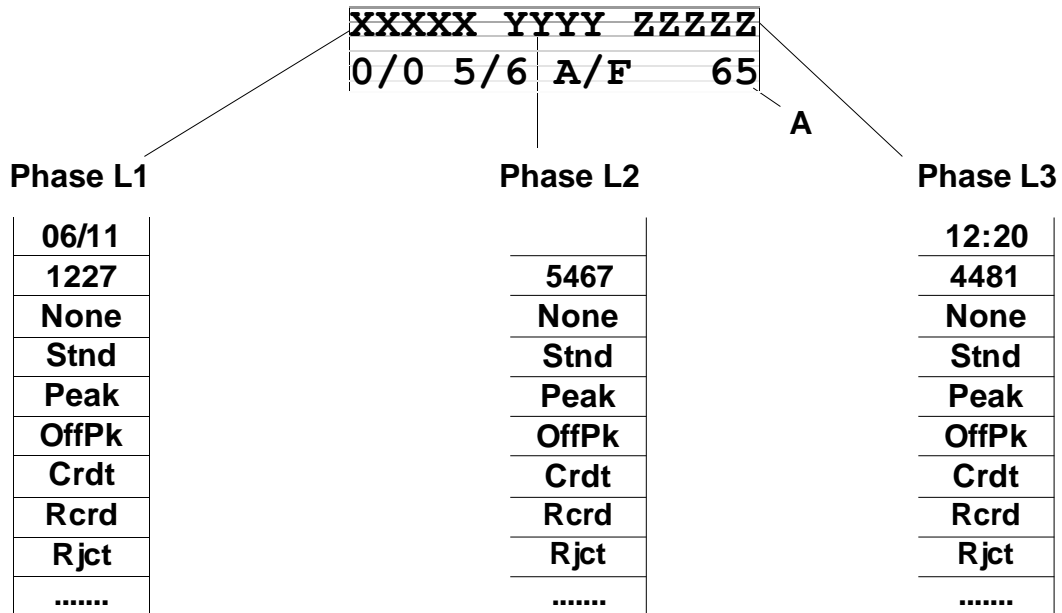 XXXXX YYYY ZZZZZ
0/0 5/6 A/F 65
A
Phase L1 Phase L2 Phase L3
06/11 12:20
1227 5467 4481
None None None
Stnd Stnd Stnd
Peak Peak Peak
OffPk OffPk OffPk
Crdt Crdt Crdt
Rcrd Rcrd Rcrd
Rjct Rjct Rjct
....... ....... .......